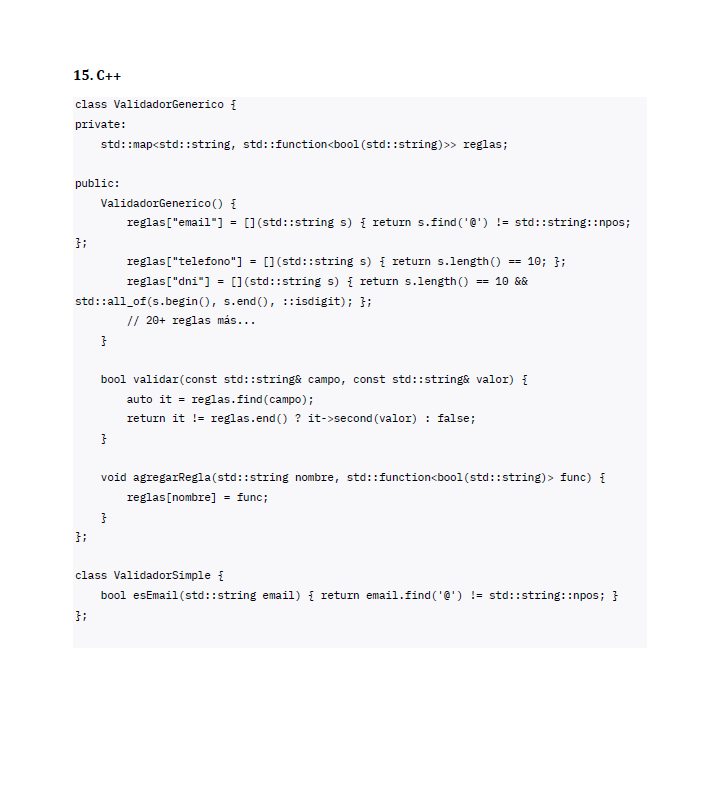 15. C++
class ValidadorGenerico {
private:
    std::map<std::string, std::function<bool(std::string)>> reglas;

public:
    ValidadorGenerico() {
        reglas["email"] = [](std::string s) { return s.find('@') != std::string::npos;
};
        reglas["telefono"] = [](std::string s) { return s.length() == 10; };
        reglas["dni"] = [](std::string s) { return s.length() == 10 &&
std::all_of(s.begin(), s.end(), ::isdigit); };
        // 20+ reglas más...
    }

    bool validar(const std::string& campo, const std::string& valor) {
        auto it = reglas.find(campo);
        return it != reglas.end() ? it->second(valor) : false;
    }

    void agregarRegla(std::string nombre, std::function<bool(std::string)> func) {
        reglas[nombre] = func;
    }
};

class ValidadorSimple {
    bool esEmail(std::string email) { return email.find('@') != std::string::npos; }
};